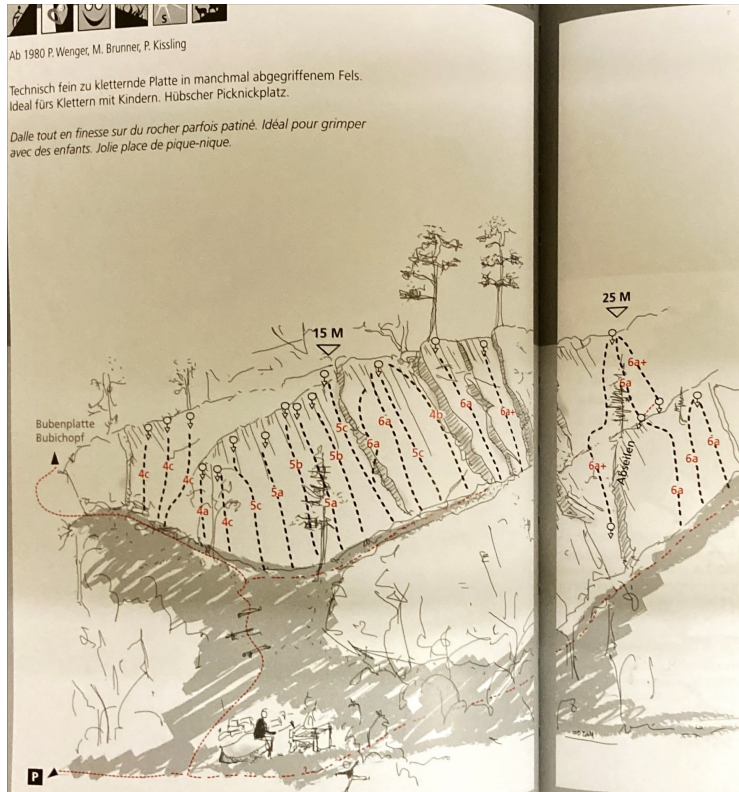 S
Ab 1980 P. Wenger, M. Brunner, P. Kissling
Technisch fein zu kletternde Platte in manchmal abgegriffenem Fels.
Ideal fürs Klettern mit Kindern. Hübscher Picknickplatz.
Dalle tout en finesse sur du rocher parfois patiné. Idéal pour grimper
avec des enfants. Jolie place de pique-nique.
25 M
15 M
6a+
6a
Bubenplatte
Bubichopf
4c
4c
4c
4a
4c
5c
5a
5b
5a
5b
5c
6a
6a
5c
4b
6a
6a+
6a+
Abseilen
6a
6a
6a
P